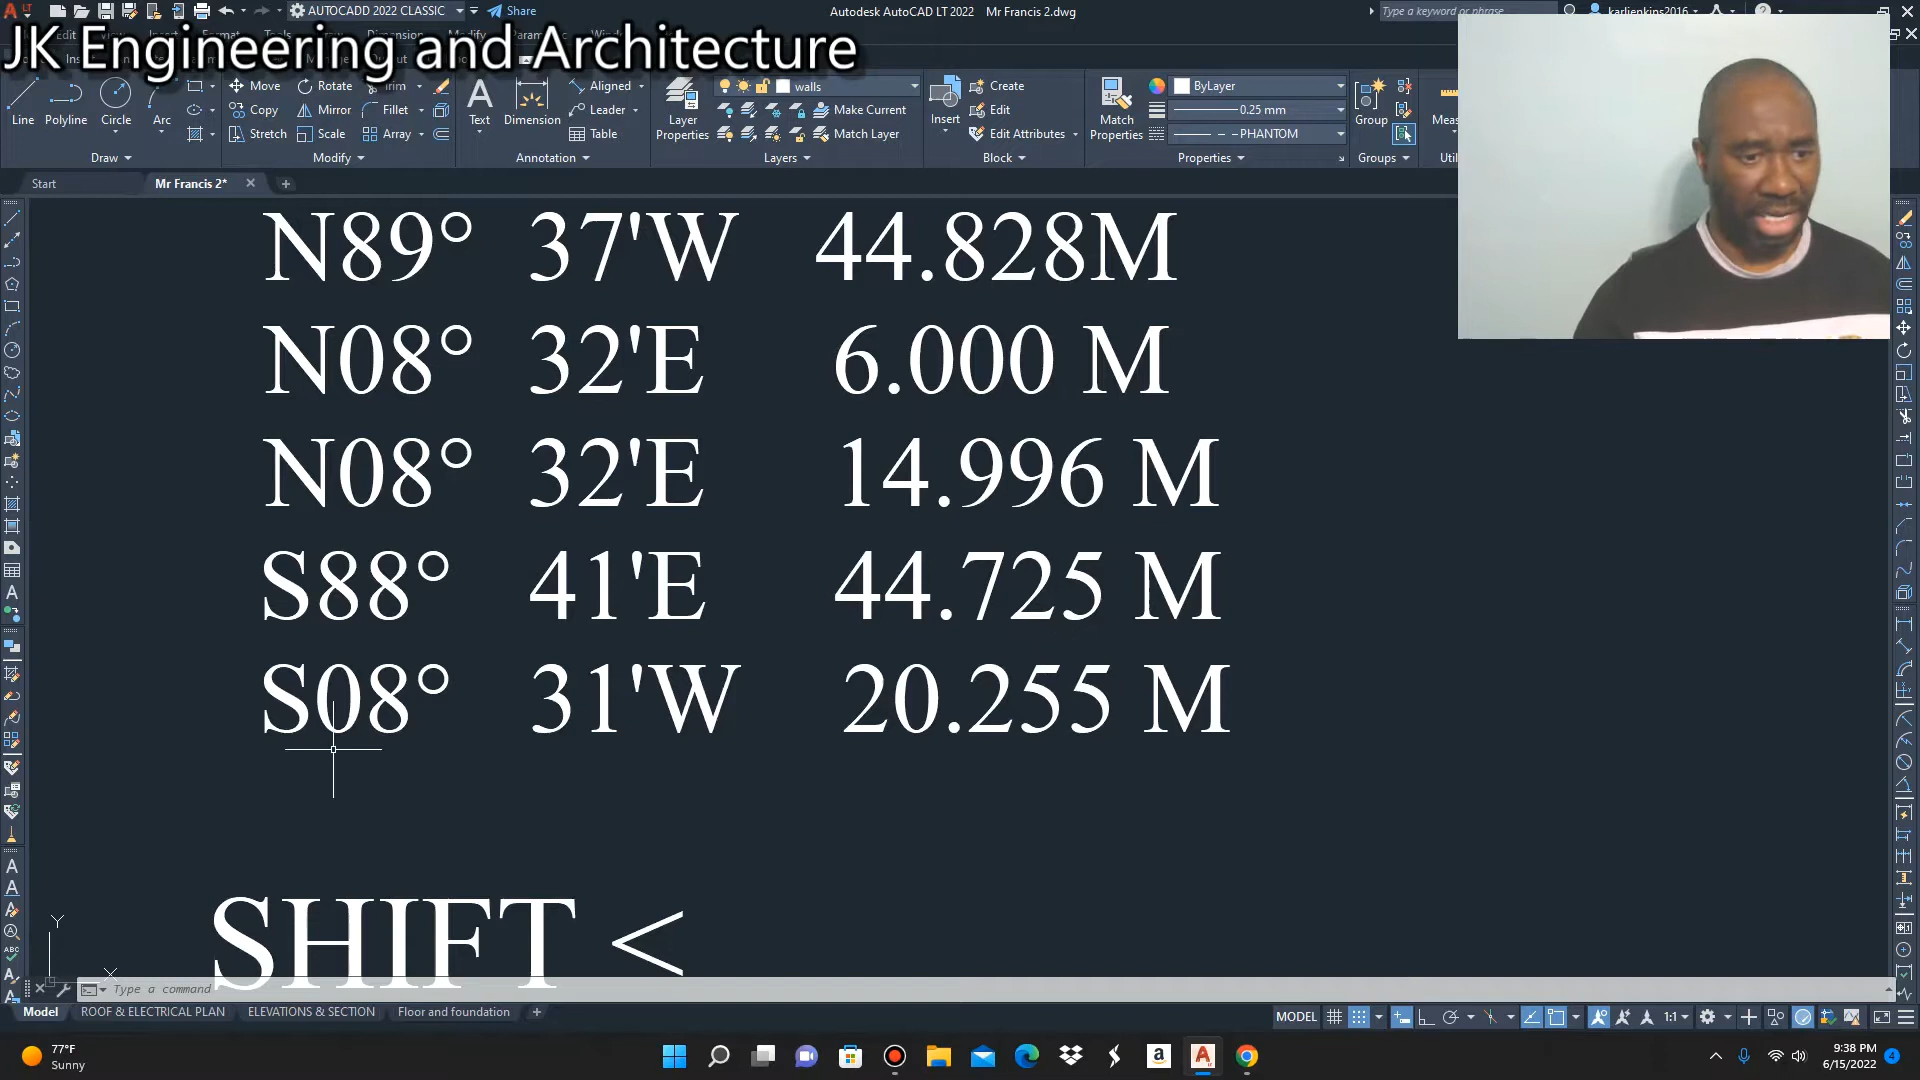 AUTOCADD 2022 CLASSIC
Share
Autodesk AutoCAD LT 2022 Mr Francis 2.dwg
Type a keyword or phrase
karljenkins2016
JK Engineering and Architecture
Line
Polyline
Circle
Arc
Draw
Move
Rotate
Trim
Copy
Mirror
Fillet
Stretch
Scale
Array
Modify
Text
Dimension
Aligned
Leader
Table
Annotation
Layer Properties
walls
Make Current
Match Layer
Layers
Insert
Create
Edit
Edit Attributes
Block
Match Properties
ByLayer
0.25 mm
PHANTOM
Properties
Group
Groups
Start
Mr Francis 2*
N89° 37'W 44.828M
N08° 32'E 6.000 M
N08° 32'E 14.996 M
S88° 41'E 44.725 M
S08° 31'W 20.255 M
SHIFT <
Y
X
Type a command
Model
ROOF & ELECTRICAL PLAN
ELEVATIONS & SECTION
Floor and foundation
MODEL
1:1
77°F
Sunny
9:38 PM
6/15/2022
4